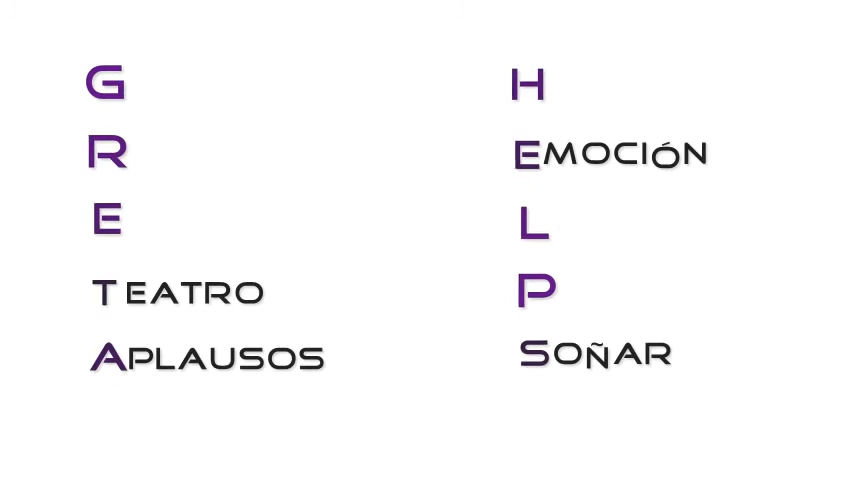 G
R
E
TEATRO
APLAUSOS
H
EMOCIÓN
L
P
SOÑAR